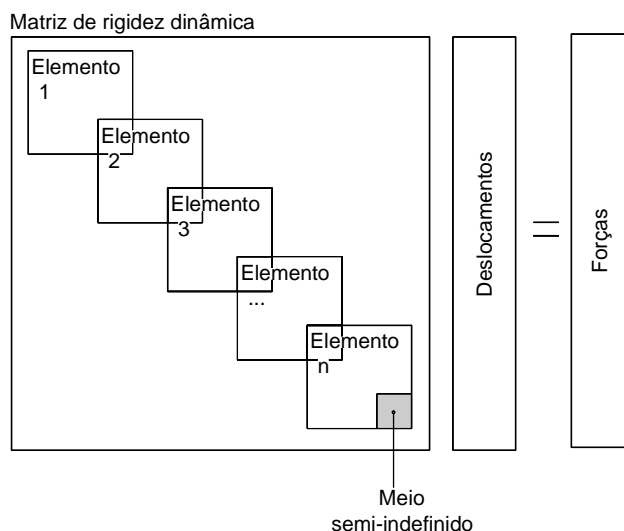 Matriz de rigidez dinâmica
Elemento
1
Elemento
2
Elemento
3
Elemento
...
Elemento
n
Meio
semi-indefinido
Deslocamentos
=
Forças